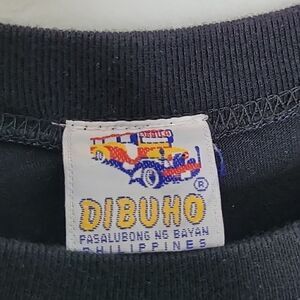 ®
DIBUHO
PASALUBONG NG BAYAN
PHILIPPINES